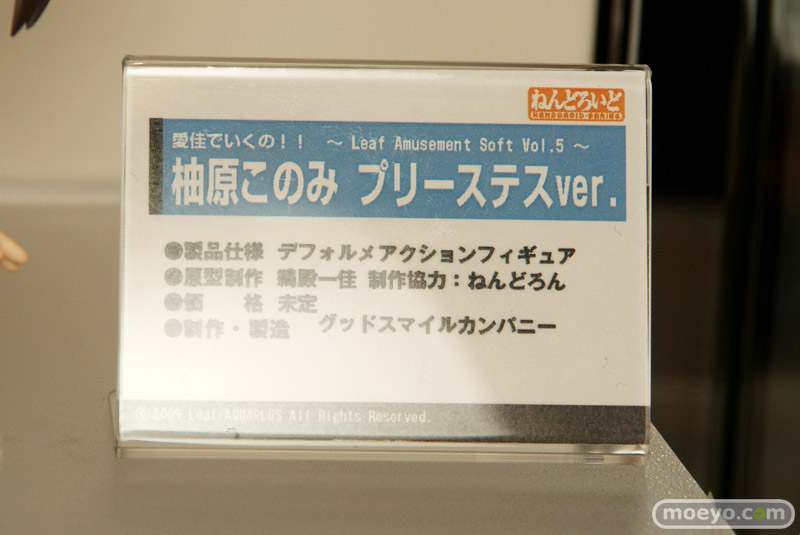 ねんどろいど
NENDOROID SERIES
愛佳でいくの！！ ～ Leaf Amusement Soft Vol.5 ～
柚原このみ プリーステスver.
●製品仕様 デフォルメアクションフィギュア
●原型制作 鵜殿一佳 制作協力：ねんどろん
●価　格 未定
●制作・製造 グッドスマイルカンパニー
©2009 Leaf/AQUAPLUS All Rights Reserved.
moeyo.com